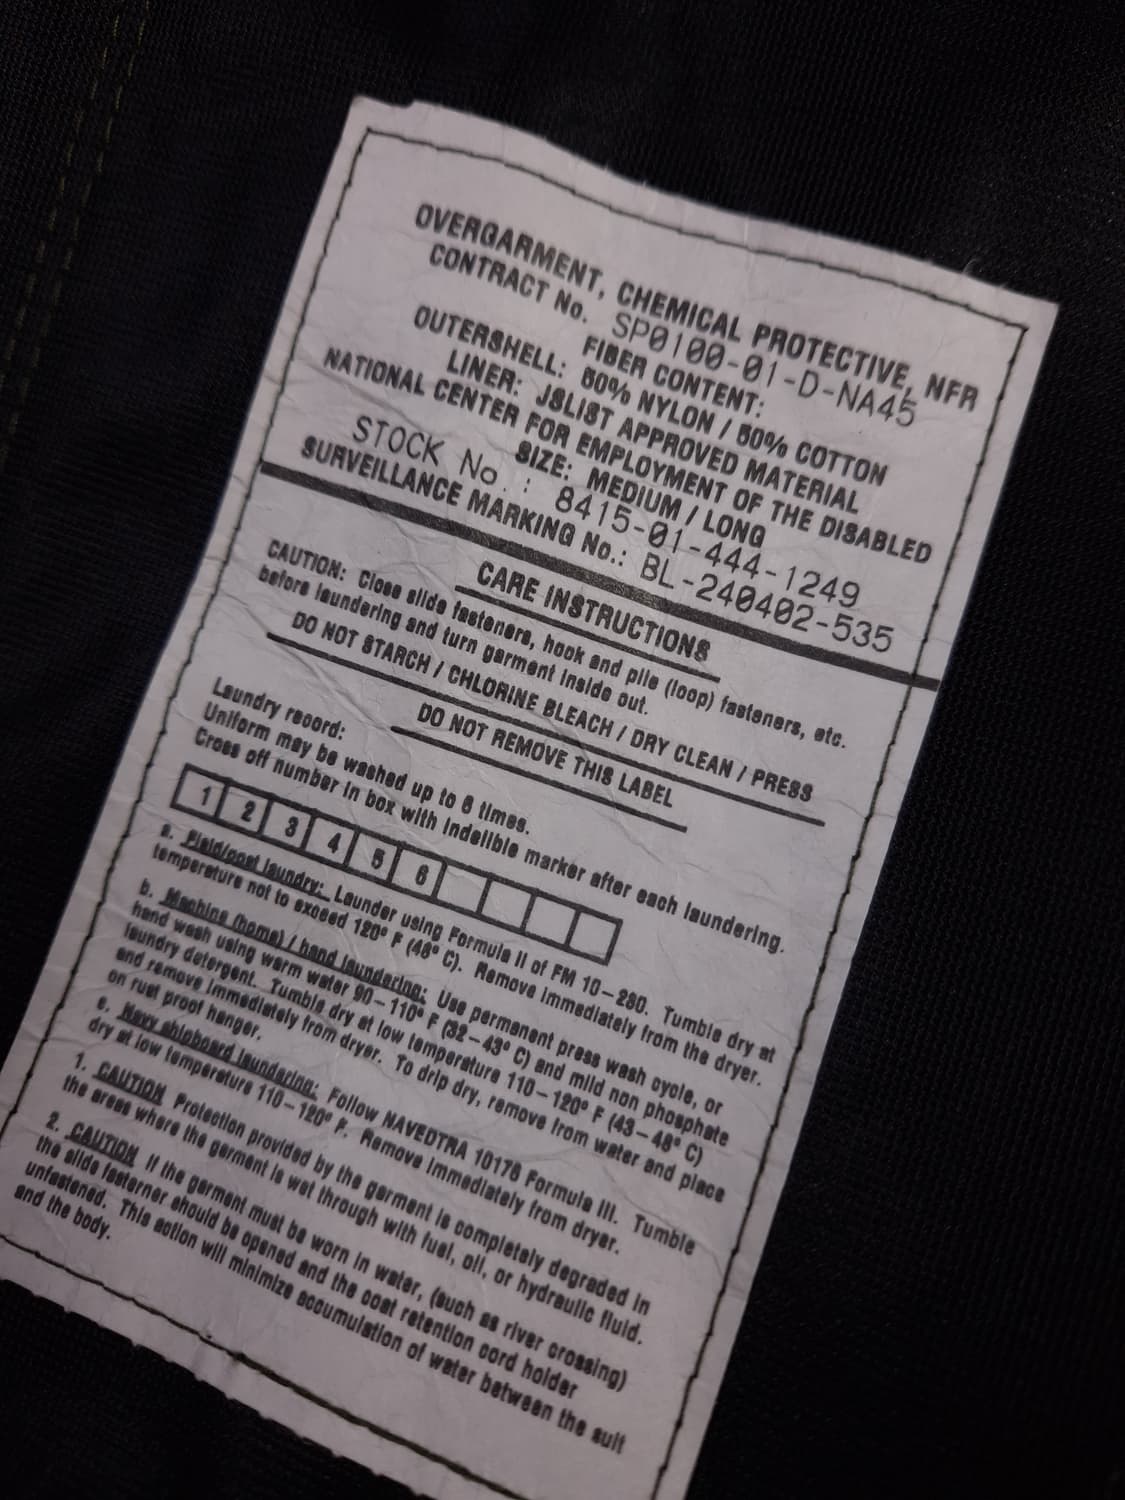 OVERGARMENT, CHEMICAL PROTECTIVE, NFR
CONTRACT No. SP0100-01-D-NA45
FIBER CONTENT:
OUTERSHELL: 50% NYLON / 50% COTTON
LINER: JSLIST APPROVED MATERIAL
NATIONAL CENTER FOR EMPLOYMENT OF THE DISABLED
SIZE: MEDIUM / LONG
STOCK No.: 8415-01-444-1249
SURVEILLANCE MARKING No.: BL-240402-535
CARE INSTRUCTIONS
CAUTION: Close slide fasteners, hook and pile (loop) fasteners, etc.
before laundering and turn garment inside out.
DO NOT STARCH / CHLORINE BLEACH / DRY CLEAN / PRESS
DO NOT REMOVE THIS LABEL
Laundry record:
Uniform may be washed up to 6 times.
Cross off number in box with indelible marker after each laundering.
1 2 3 4 5 6
a. Field/post laundry: Launder using Formula II of FM 10-280. Tumble dry at
temperature not to exceed 120° F (48° C). Remove immediately from the dryer.
b. Machine (home) / hand laundering: Use permanent press wash cycle, or
hand wash using warm water 90-110° F (32-43° C) and mild non phosphate
laundry detergent. Tumble dry at low temperature 110-120° F (43-48° C)
and remove immediately from dryer. To drip dry, remove from water and place
on rust proof hanger.
c. Navy shipboard laundering: Follow NAVEDTRA 10176 Formula III. Tumble
dry at low temperature 110-120° F. Remove immediately from dryer.
1. CAUTION Protection provided by the garment is completely degraded in
the areas where the garment is wet through with fuel, oil, or hydraulic fluid.
2. CAUTION If the garment must be worn in water, (such as river crossing)
the slide fasterner should be opened and the coat retention cord holder
unfastened. This action will minimize accumulation of water between the suit
and the body.